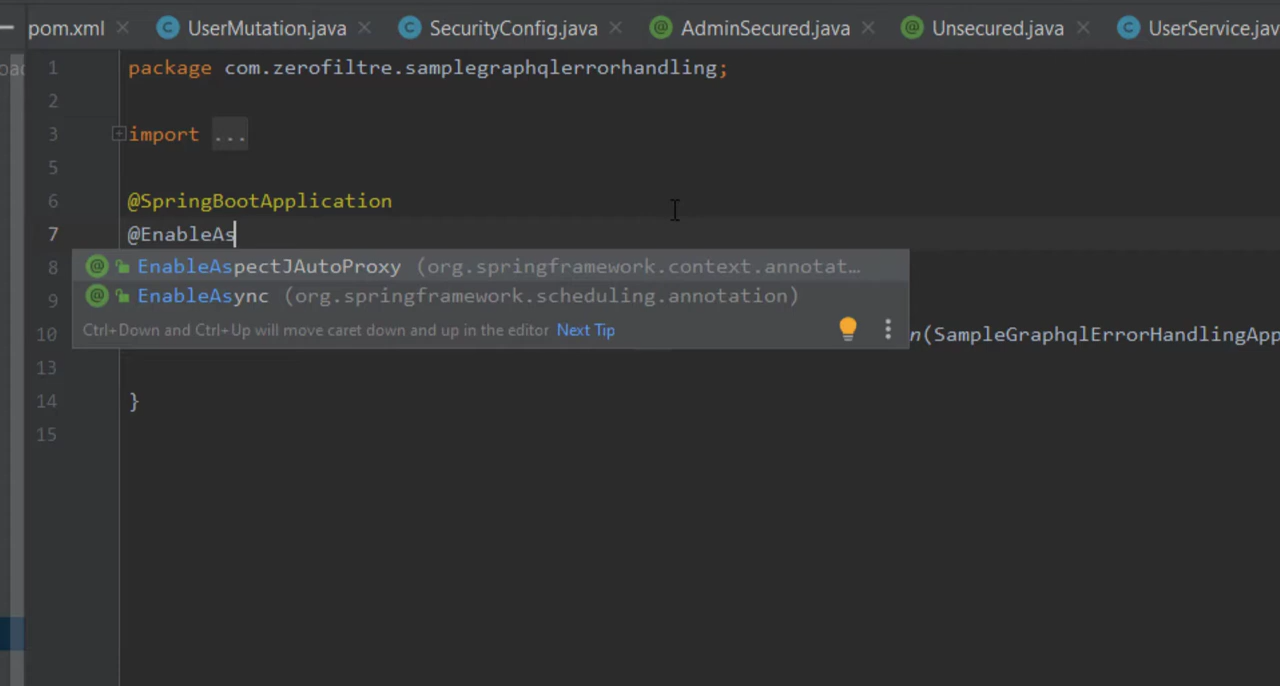 pom.xml UserMutation.java SecurityConfig.java AdminSecured.java Unsecured.java UserService.jav
1 package com.zerofiltre.samplegraphqlerrorhandling;
2
3 import ...
5
6 @SpringBootApplication
7 @EnableAs
8 @ EnableAspectJAutoProxy (org.springframework.context.annotat…
9 @ EnableAsync (org.springframework.scheduling.annotation)
Ctrl+Down and Ctrl+Up will move caret down and up in the editor Next Tip
10 n(SampleGraphqlErrorHandlingApp
13
14 }
15